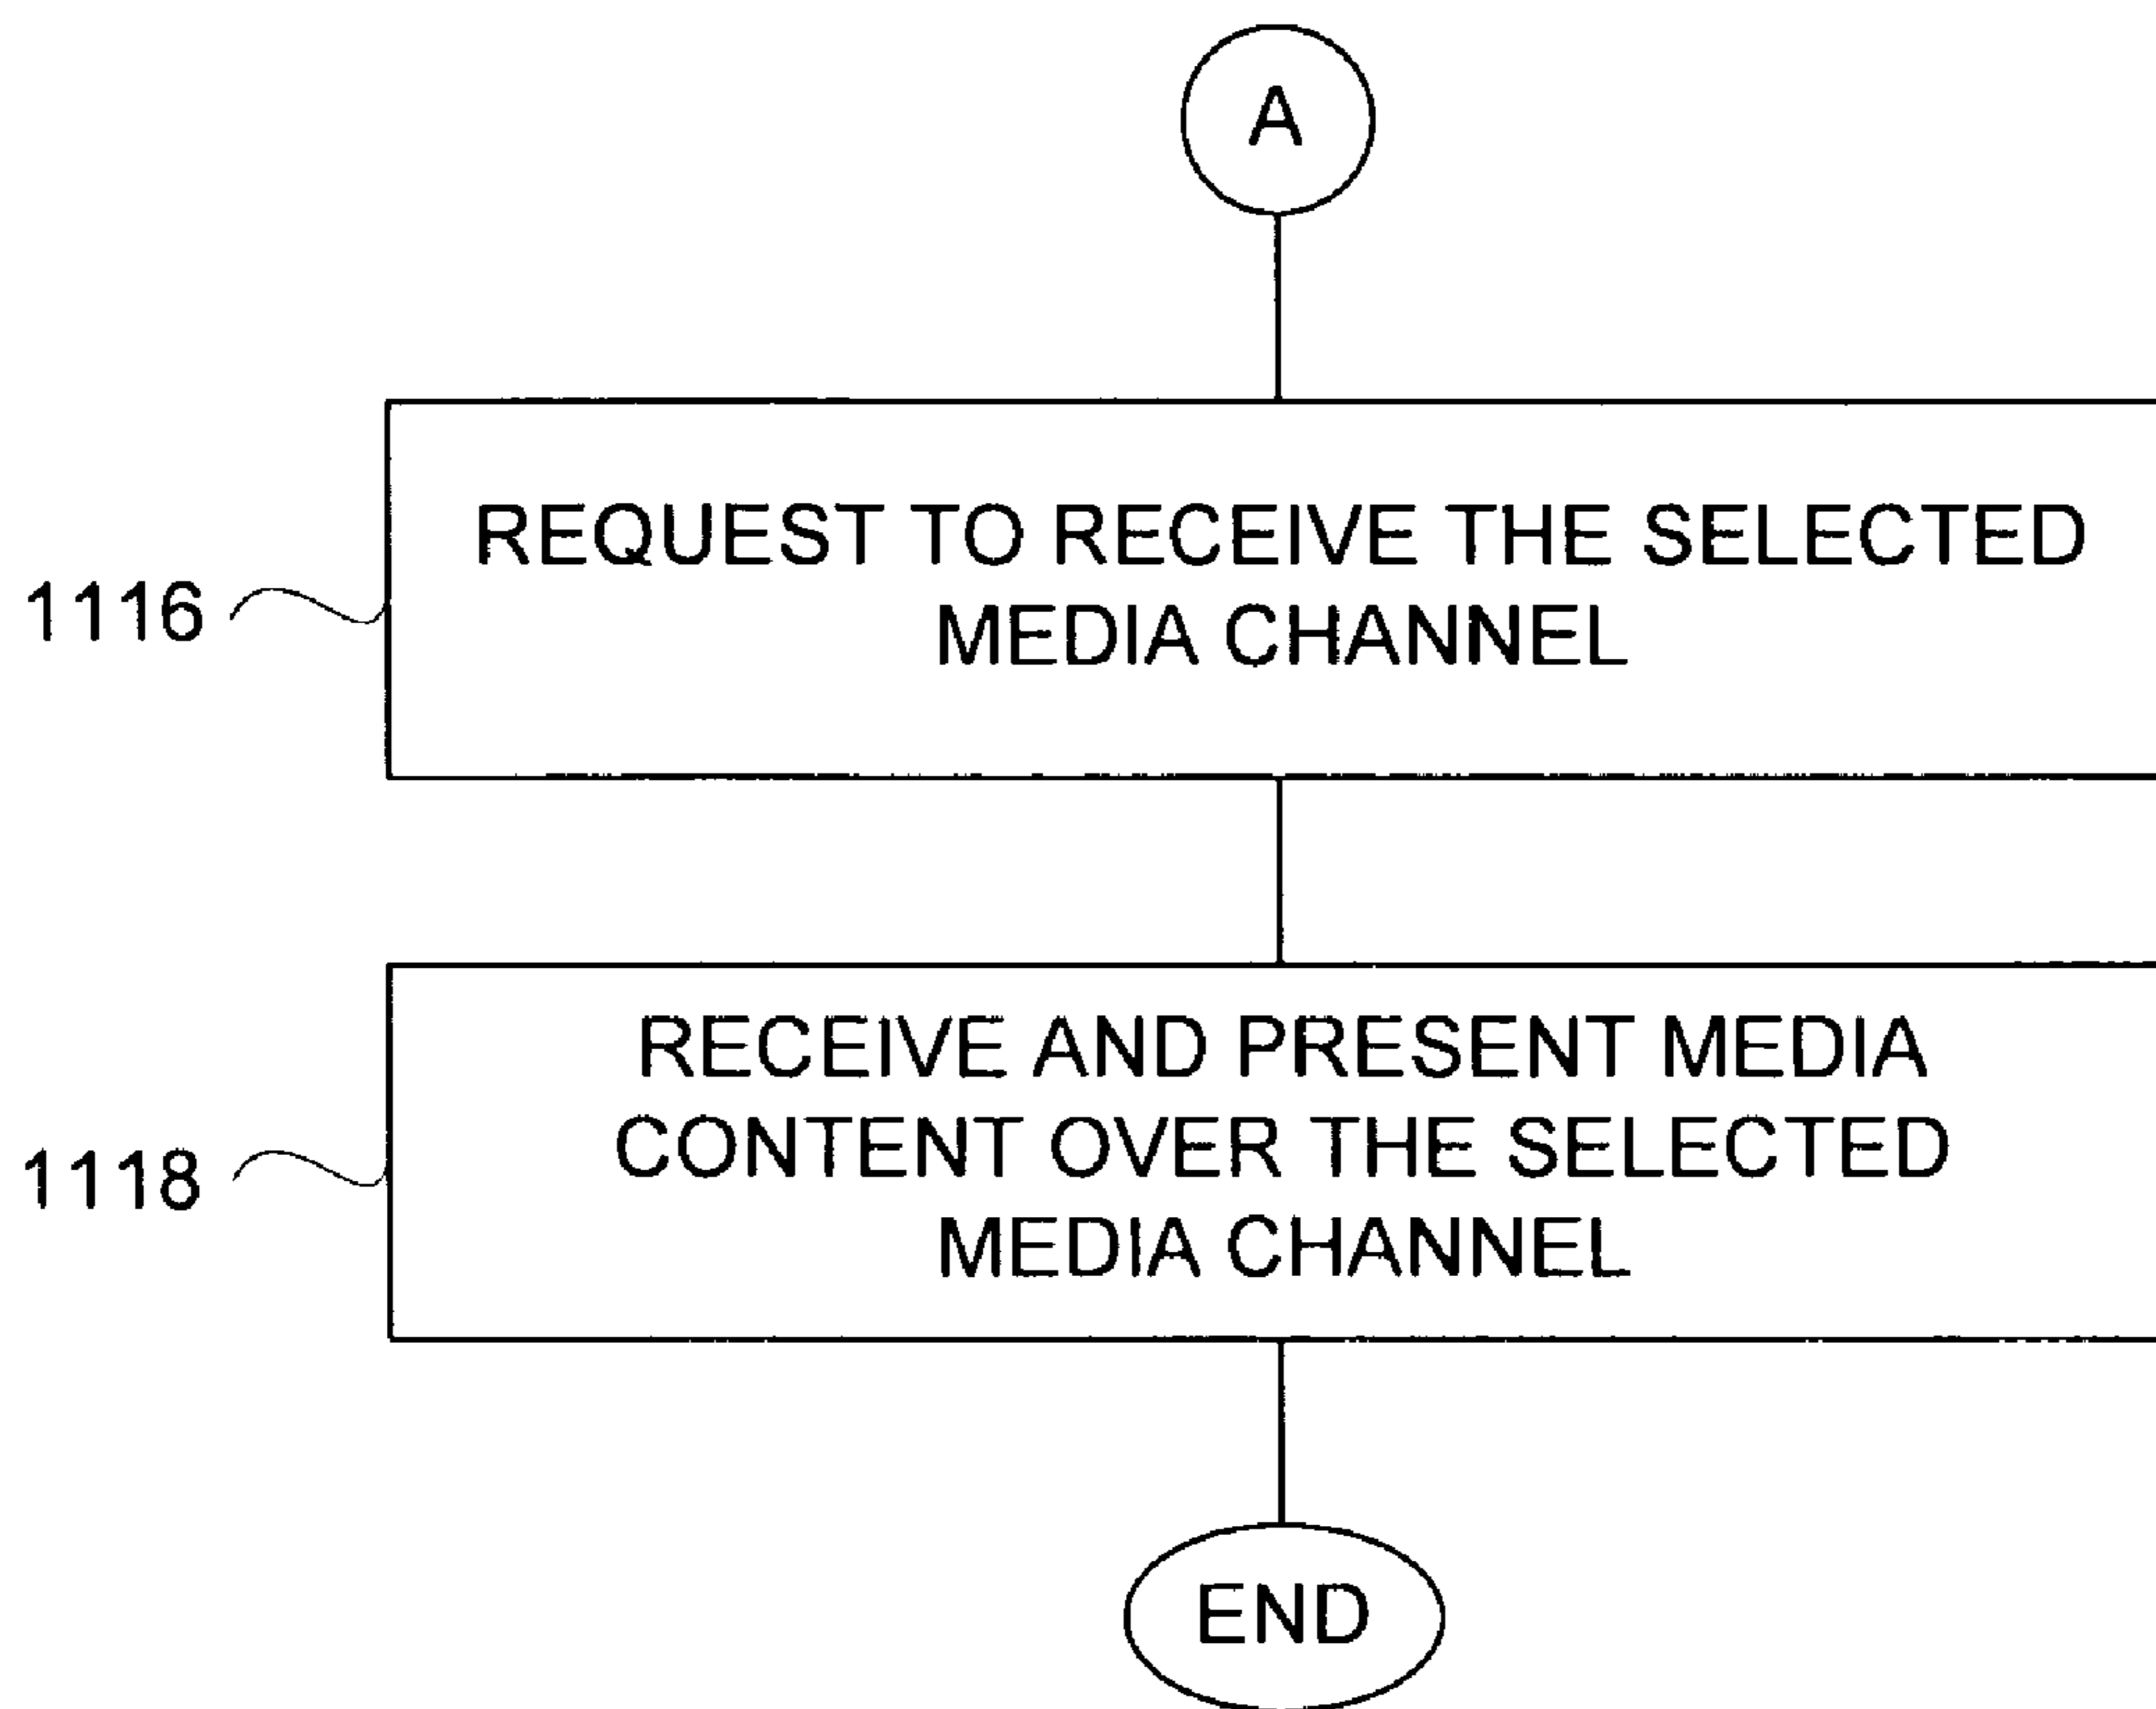 A
REQUEST TO RECEIVE THE SELECTED
MEDIA CHANNEL
1116
RECEIVE AND PRESENT MEDIA
CONTENT OVER THE SELECTED
MEDIA CHANNEL
1118
END